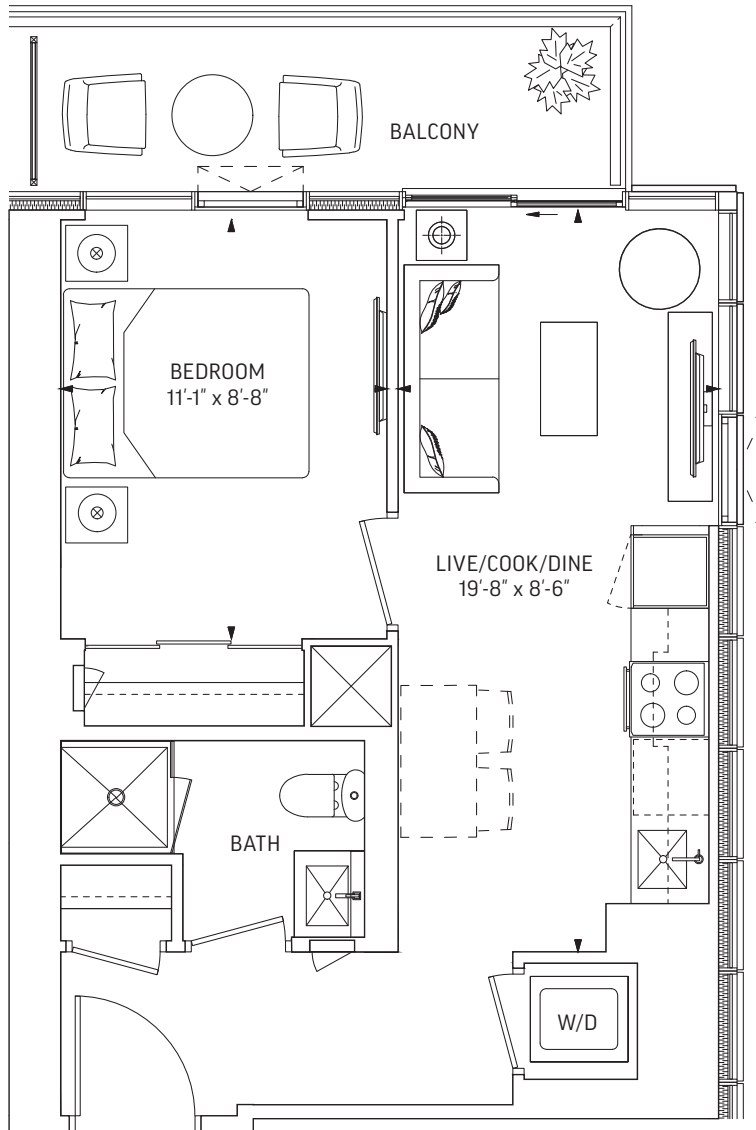 BALCONY
BEDROOM
11'-1" x 8'-8"
LIVE/COOK/DINE
19'-8" x 8'-6"
BATH
W/D